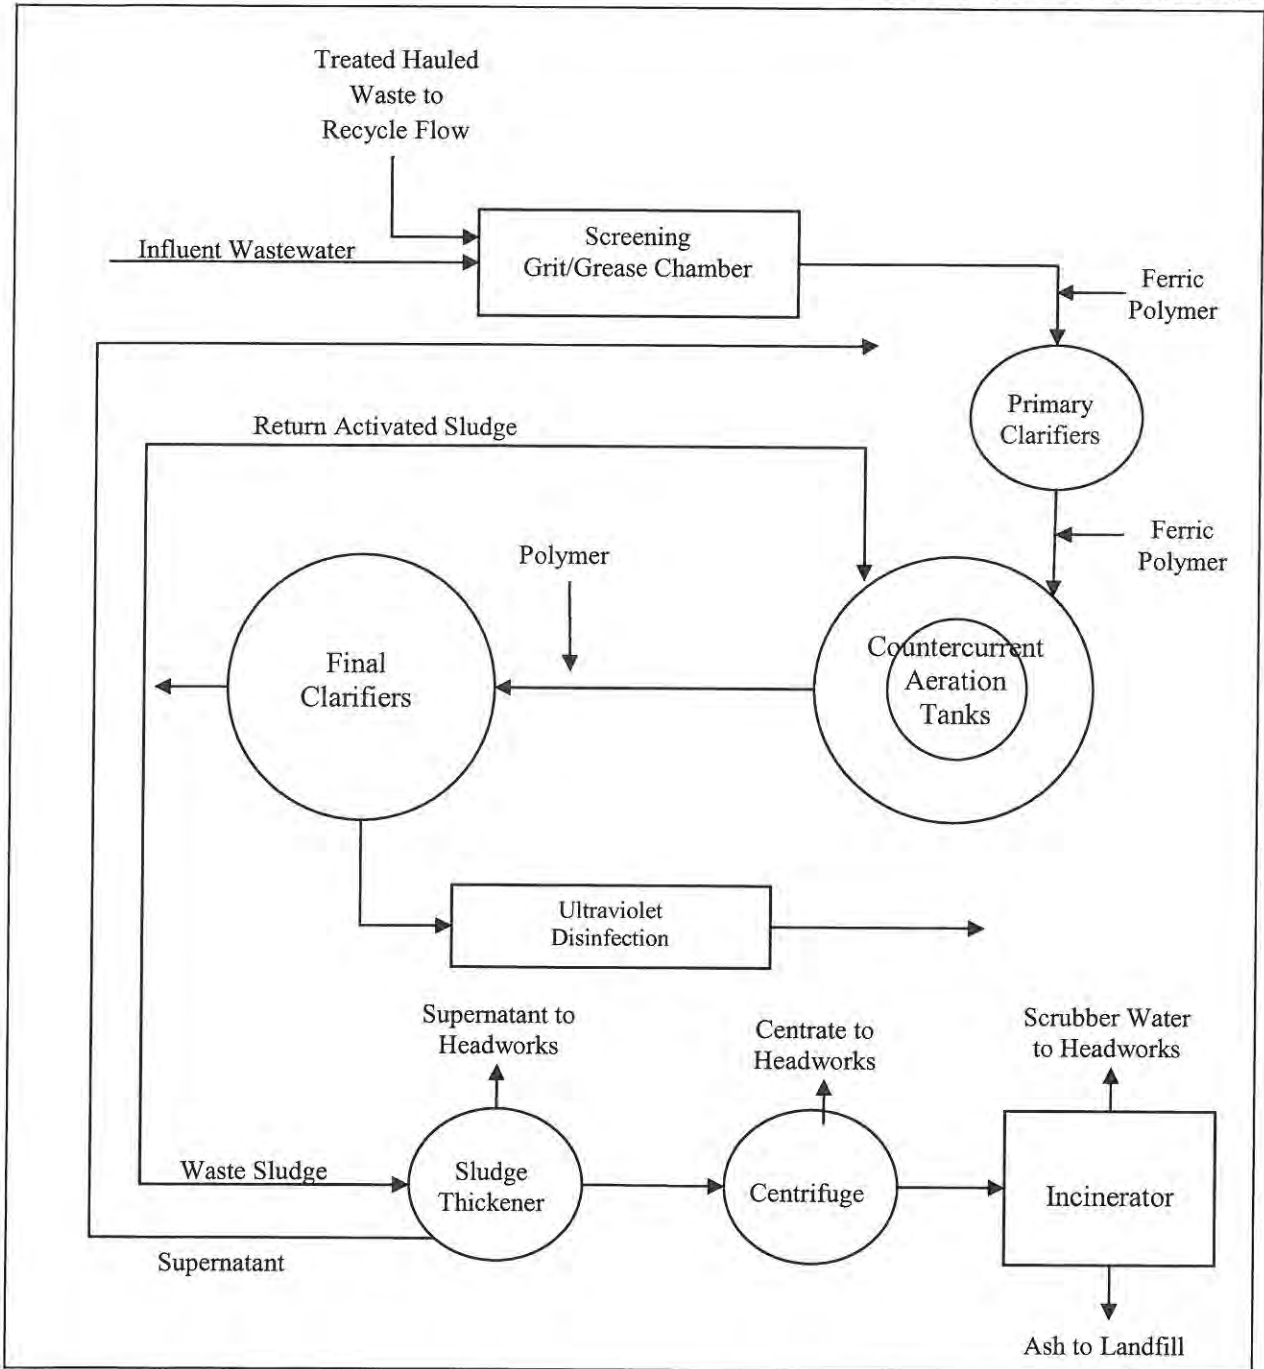 Treated Hauled
Waste to
Recycle Flow
Influent Wastewater
Screening
Grit/Grease Chamber
Ferric
Polymer
Primary
Clarifiers
Return Activated Sludge
Ferric
Polymer
Polymer
Final
Clarifiers
Countercurrent
Aeration
Tanks
Ultraviolet
Disinfection
Supernatant to
Headworks
Centrate to
Headworks
Scrubber Water
to Headworks
Waste Sludge
Sludge
Thickener
Centrifuge
Incinerator
Supernatant
Ash to Landfill